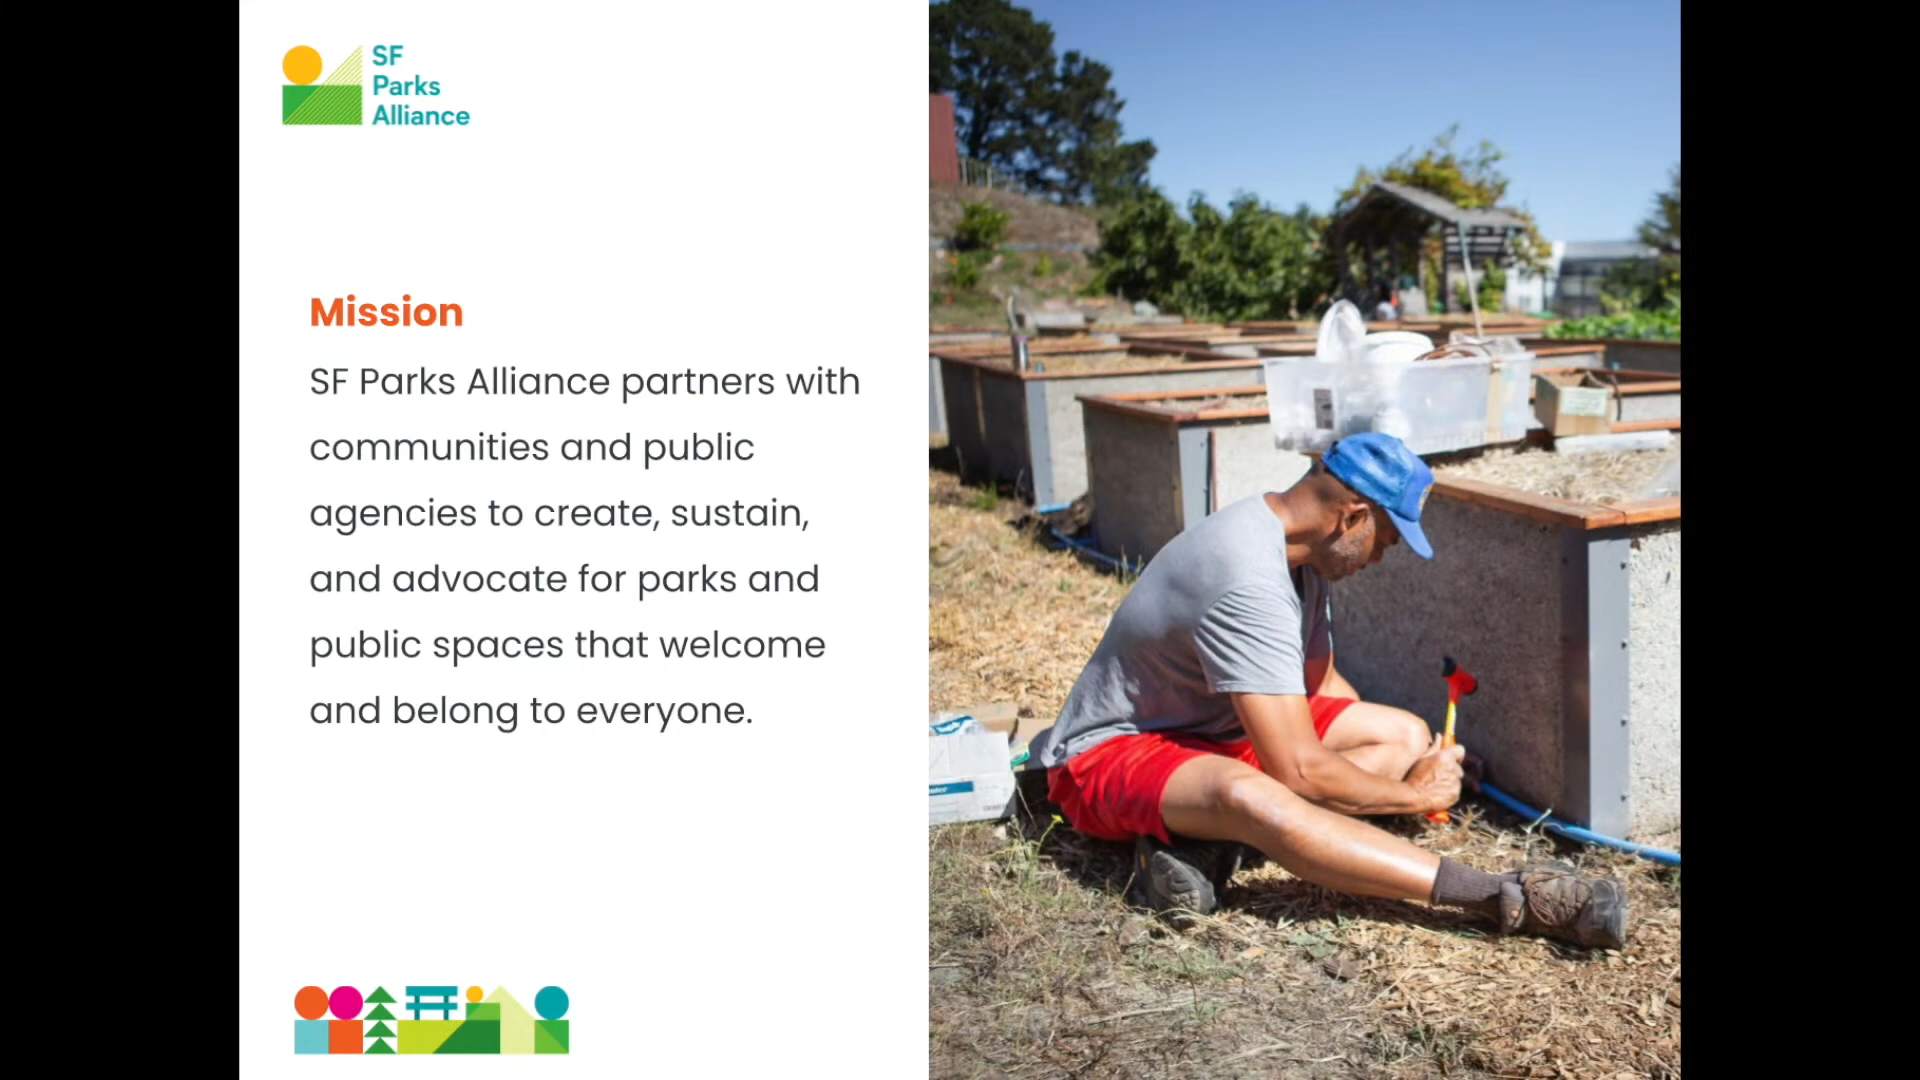 SF
Parks
Alliance
Mission
SF Parks Alliance partners with
communities and public
agencies to create, sustain,
and advocate for parks and
public spaces that welcome
and belong to everyone.